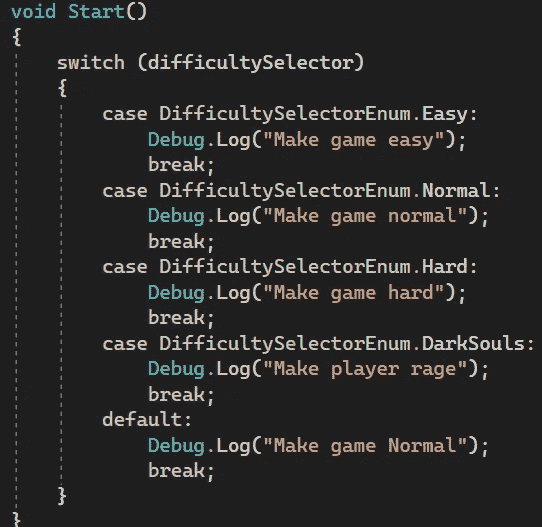 void Start()
{
    switch (difficultySelector)
    {
        case DifficultySelectorEnum.Easy:
            Debug.Log("Make game easy");
            break;
        case DifficultySelectorEnum.Normal:
            Debug.Log("Make game normal");
            break;
        case DifficultySelectorEnum.Hard:
            Debug.Log("Make game hard");
            break;
        case DifficultySelectorEnum.DarkSouls:
            Debug.Log("Make player rage");
            break;
        default:
            Debug.Log("Make game Normal");
            break;
    }
}